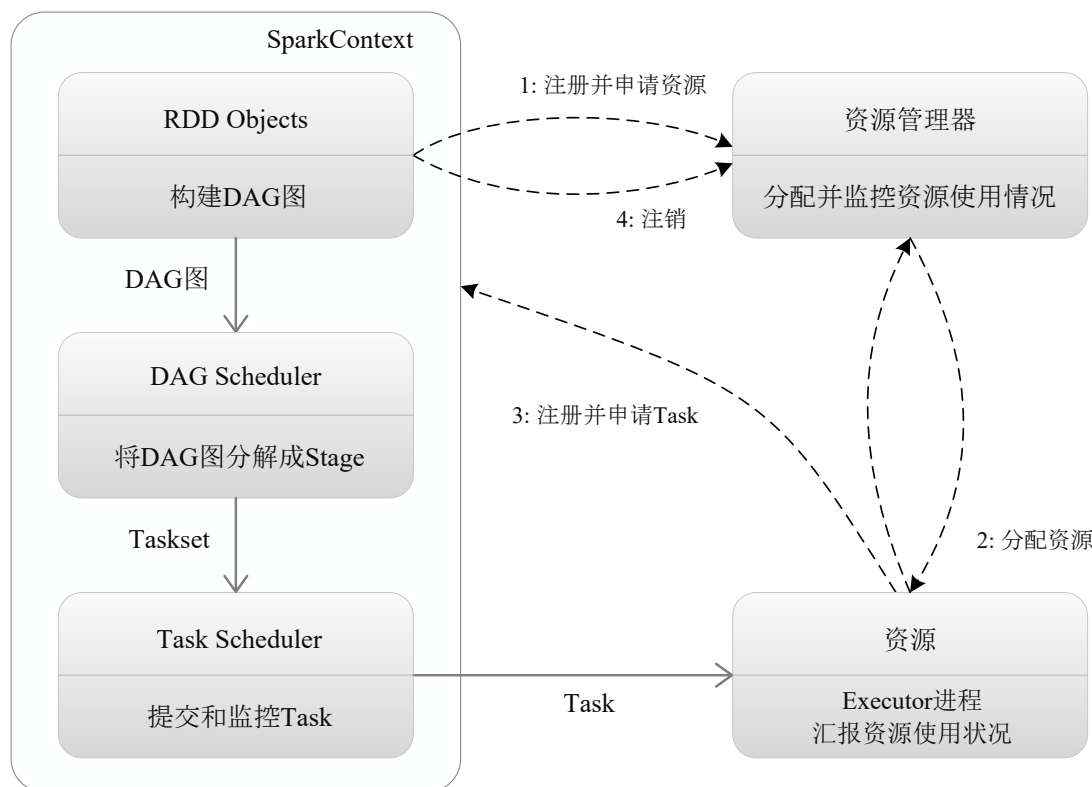 SparkContext
RDD Objects
构建DAG图
1: 注册并申请资源
资源管理器
分配并监控资源使用情况
4: 注销
DAG图
DAG Scheduler
将DAG图分解成Stage
3: 注册并申请Task
Taskset
2: 分配资源
Task Scheduler
提交和监控Task
Task
资源
Executor进程
汇报资源使用状况